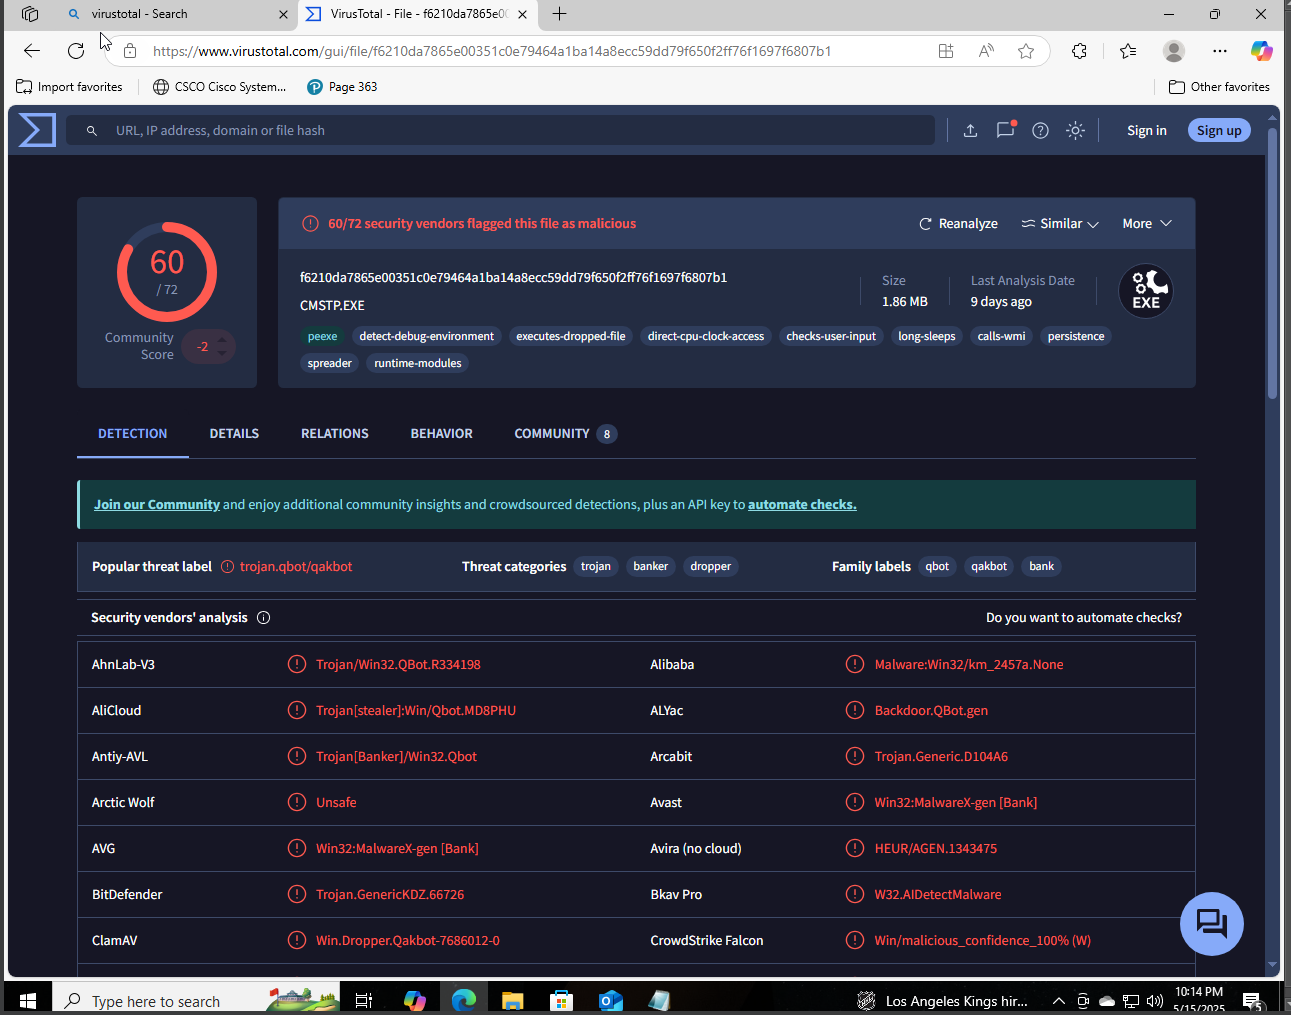 virustotal - Search
VirusTotal - File - f6210da7865e00
https://www.virustotal.com/gui/file/f6210da7865e00351c0e79464a1ba14a8ecc59dd79f650f2ff76f1697f6807b1
Import favorites
CSCO Cisco System...
Page 363
Other favorites
URL, IP address, domain or file hash
Sign in
Sign up
60
/ 72
Community Score
-2
60/72 security vendors flagged this file as malicious
Reanalyze
Similar
More
f6210da7865e00351c0e79464a1ba14a8ecc59dd79f650f2ff76f1697f6807b1
CMSTP.EXE
Size
1.86 MB
Last Analysis Date
9 days ago
EXE
peexe
detect-debug-environment
executes-dropped-file
direct-cpu-clock-access
checks-user-input
long-sleeps
calls-wmi
persistence
spreader
runtime-modules
DETECTION
DETAILS
RELATIONS
BEHAVIOR
COMMUNITY 8
Join our Community and enjoy additional community insights and crowdsourced detections, plus an API key to automate checks.
Popular threat label trojan.qbot/qakbot
Threat categories trojan banker dropper
Family labels qbot qakbot bank
Security vendors' analysis
Do you want to automate checks?
AhnLab-V3 Trojan/Win32.QBot.R334198 Alibaba Malware:Win32/km_2457a.None
AliCloud Trojan[stealer]:Win/Qbot.MD8PHU ALYac Backdoor.QBot.gen
Antiy-AVL Trojan[Banker]/Win32.Qbot Arcabit Trojan.Generic.D104A6
Arctic Wolf Unsafe Avast Win32:MalwareX-gen [Bank]
AVG Win32:MalwareX-gen [Bank] Avira (no cloud) HEUR/AGEN.1343475
BitDefender Trojan.GenericKDZ.66726 Bkav Pro W32.AIDetectMalware
ClamAV Win.Dropper.Qakbot-7686012-0 CrowdStrike Falcon Win/malicious_confidence_100% (W)
Type here to search
Los Angeles Kings hir...
10:14 PM
5/15/2025
5